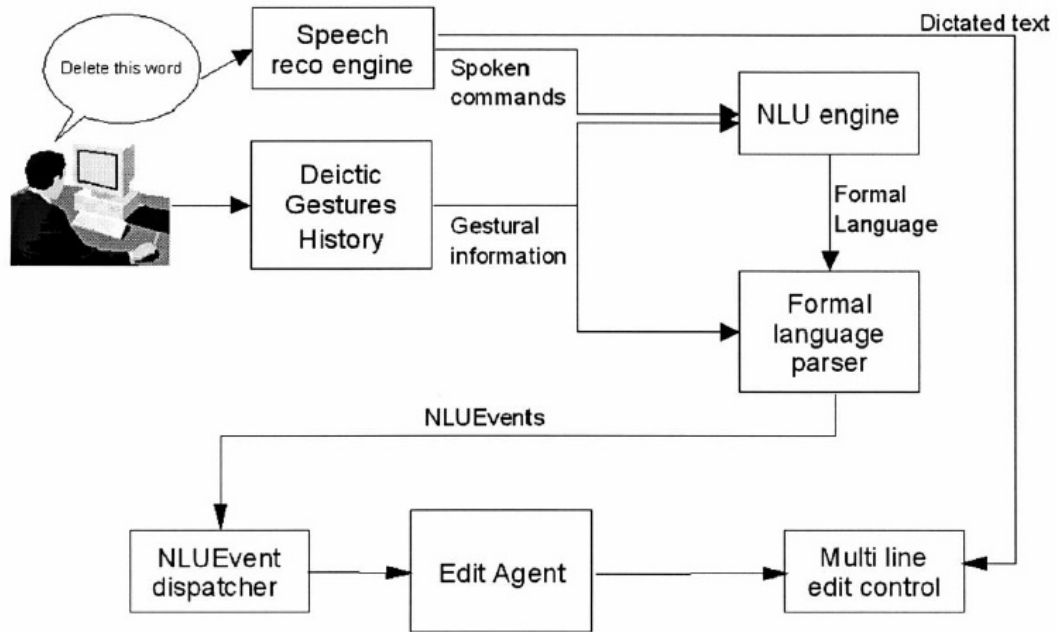 Dictated text
Speech
reco engine
Delete this word
Spoken
commands
NLU engine
Deictic
Gestures
History
Gestural
information
Formal
Language
Formal
language
parser
NLUEvents
NLUEvent
dispatcher
Edit Agent
Multi line
edit control